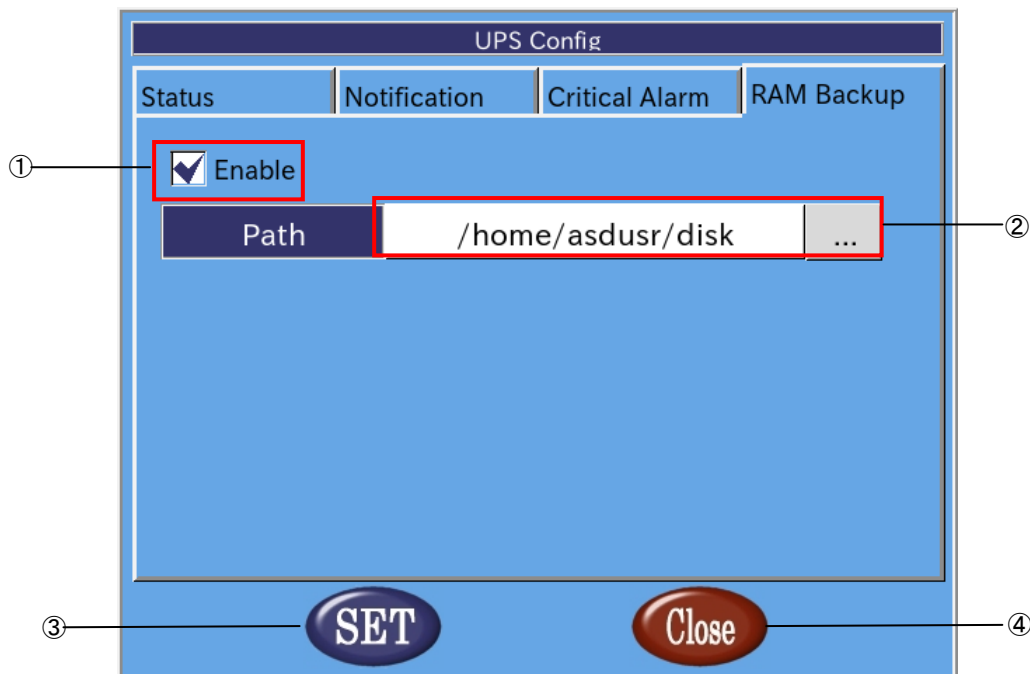 UPS Config
Status Notification Critical Alarm RAM Backup
① Enable
Path /home/asdusr/disk ... ②
③ SET Close ④